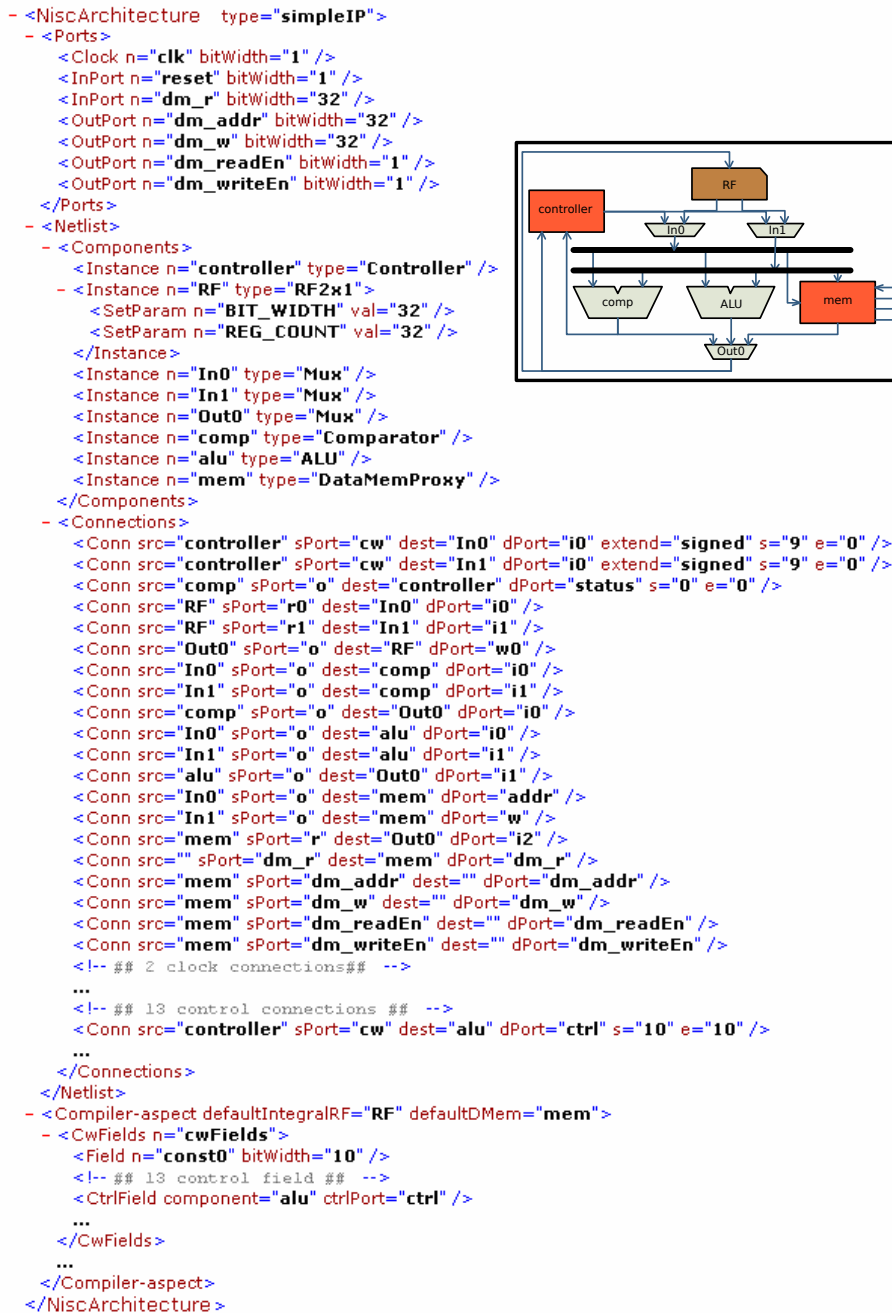 - <NiscArchitecture type="simpleIP">
- <Ports>
<Clock n="clk" bitWidth="1" />
<InPort n="reset" bitWidth="1" />
<InPort n="dm_r" bitWidth="32" />
<OutPort n="dm_addr" bitWidth="32" />
<OutPort n="dm_w" bitWidth="32" />
<OutPort n="dm_readEn" bitWidth="1" />
<OutPort n="dm_writeEn" bitWidth="1" />
</Ports>
- <Netlist>
- <Components>
<Instance n="controller" type="Controller" />
- <Instance n="RF" type="RF2x1">
<SetParam n="BIT_WIDTH" val="32" />
<SetParam n="REG_COUNT" val="32" />
</Instance>
<Instance n="In0" type="Mux" />
<Instance n="In1" type="Mux" />
<Instance n="Out0" type="Mux" />
<Instance n="comp" type="Comparator" />
<Instance n="alu" type="ALU" />
<Instance n="mem" type="DataMemProxy" />
</Components>
- <Connections>
<Conn src="controller" sPort="cw" dest="In0" dPort="i0" extend="signed" s="9" e="0" />
<Conn src="controller" sPort="cw" dest="In1" dPort="i0" extend="signed" s="9" e="0" />
<Conn src="comp" sPort="o" dest="controller" dPort="status" s="0" e="0" />
<Conn src="RF" sPort="r0" dest="In0" dPort="i0" />
<Conn src="RF" sPort="r1" dest="In1" dPort="i1" />
<Conn src="Out0" sPort="o" dest="RF" dPort="w0" />
<Conn src="In0" sPort="o" dest="comp" dPort="i0" />
<Conn src="In1" sPort="o" dest="comp" dPort="i1" />
<Conn src="comp" sPort="o" dest="Out0" dPort="i0" />
<Conn src="In0" sPort="o" dest="alu" dPort="i0" />
<Conn src="In1" sPort="o" dest="alu" dPort="i1" />
<Conn src="alu" sPort="o" dest="Out0" dPort="i1" />
<Conn src="In0" sPort="o" dest="mem" dPort="addr" />
<Conn src="In1" sPort="o" dest="mem" dPort="w" />
<Conn src="mem" sPort="r" dest="Out0" dPort="i2" />
<Conn src="" sPort="dm_r" dest="mem" dPort="dm_r" />
<Conn src="mem" sPort="dm_addr" dest="" dPort="dm_addr" />
<Conn src="mem" sPort="dm_w" dest="" dPort="dm_w" />
<Conn src="mem" sPort="dm_readEn" dest="" dPort="dm_readEn" />
<Conn src="mem" sPort="dm_writeEn" dest="" dPort="dm_writeEn" />
<!-- ## 2 clock connections## -->
...
<!-- ## 13 control connections ## -->
<Conn src="controller" sPort="cw" dest="alu" dPort="ctrl" s="10" e="10" />
...
</Connections>
</Netlist>
- <Compiler-aspect defaultIntegralRF="RF" defaultDMem="mem">
- <CwFields n="cwFields">
<Field n="const0" bitWidth="10" />
<!-- ## 13 control field ## -->
<CtrlField component="alu" ctrlPort="ctrl" />
...
</CwFields>
...
</Compiler-aspect>
</NiscArchitecture>
RF
controller
In0
In1
comp
ALU
mem
Out0